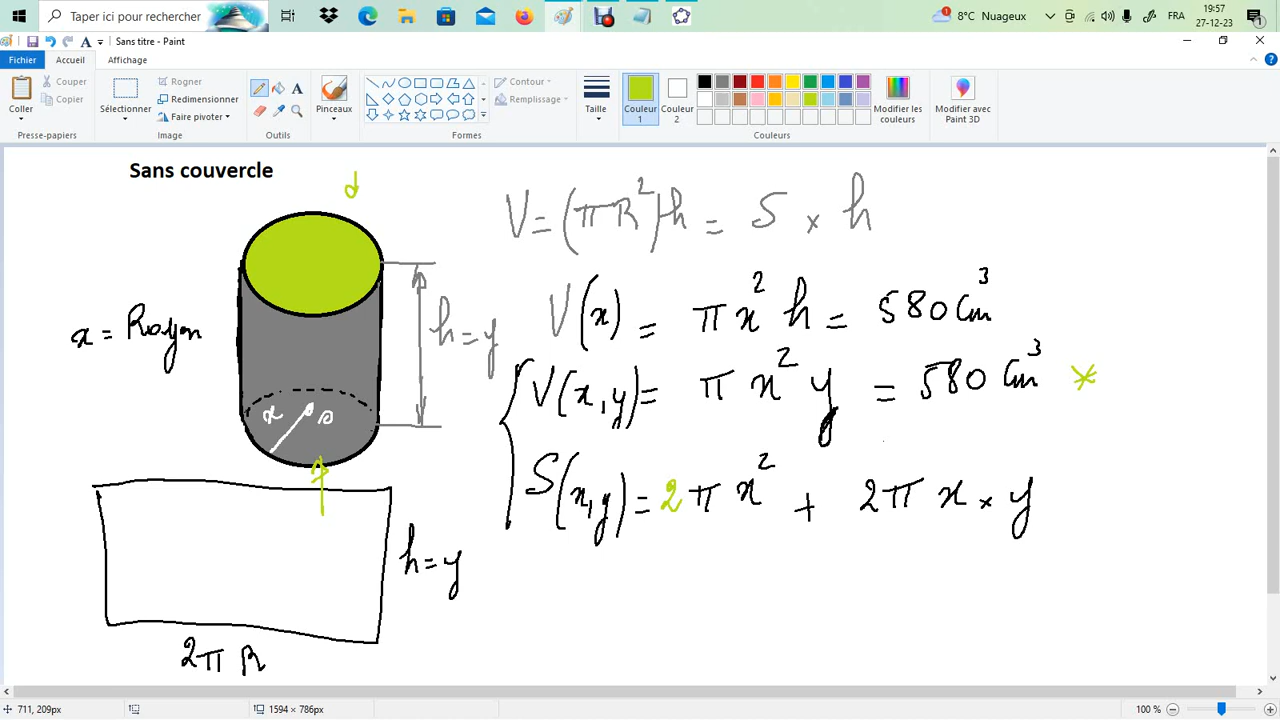 Taper ici pour rechercher
8°C Nuageux
FRA
19:57
27-12-23
1
Sans titre - Paint
Fichier
Accueil
Affichage
Coller
Couper
Copier
Presse-papiers
Sélectionner
Rogner
Redimensionner
Faire pivoter
Image
A
Outils
Pinceaux
Contour
Remplissage
Formes
Taille
Couleur 1
Couleur 2
Modifier les couleurs
Couleurs
Modifier avec Paint 3D
Sans couvercle
d
V = (πR²)h = S × h
V(x) = πx² h = 580 Cm³
x = Rayon
h = y
V(x,y) = πx² y = 580 Cm³ *
x
S(x,y) = 2πx² + 2πx × y
h = y
2π R
711, 209px
1594 × 786px
100 %